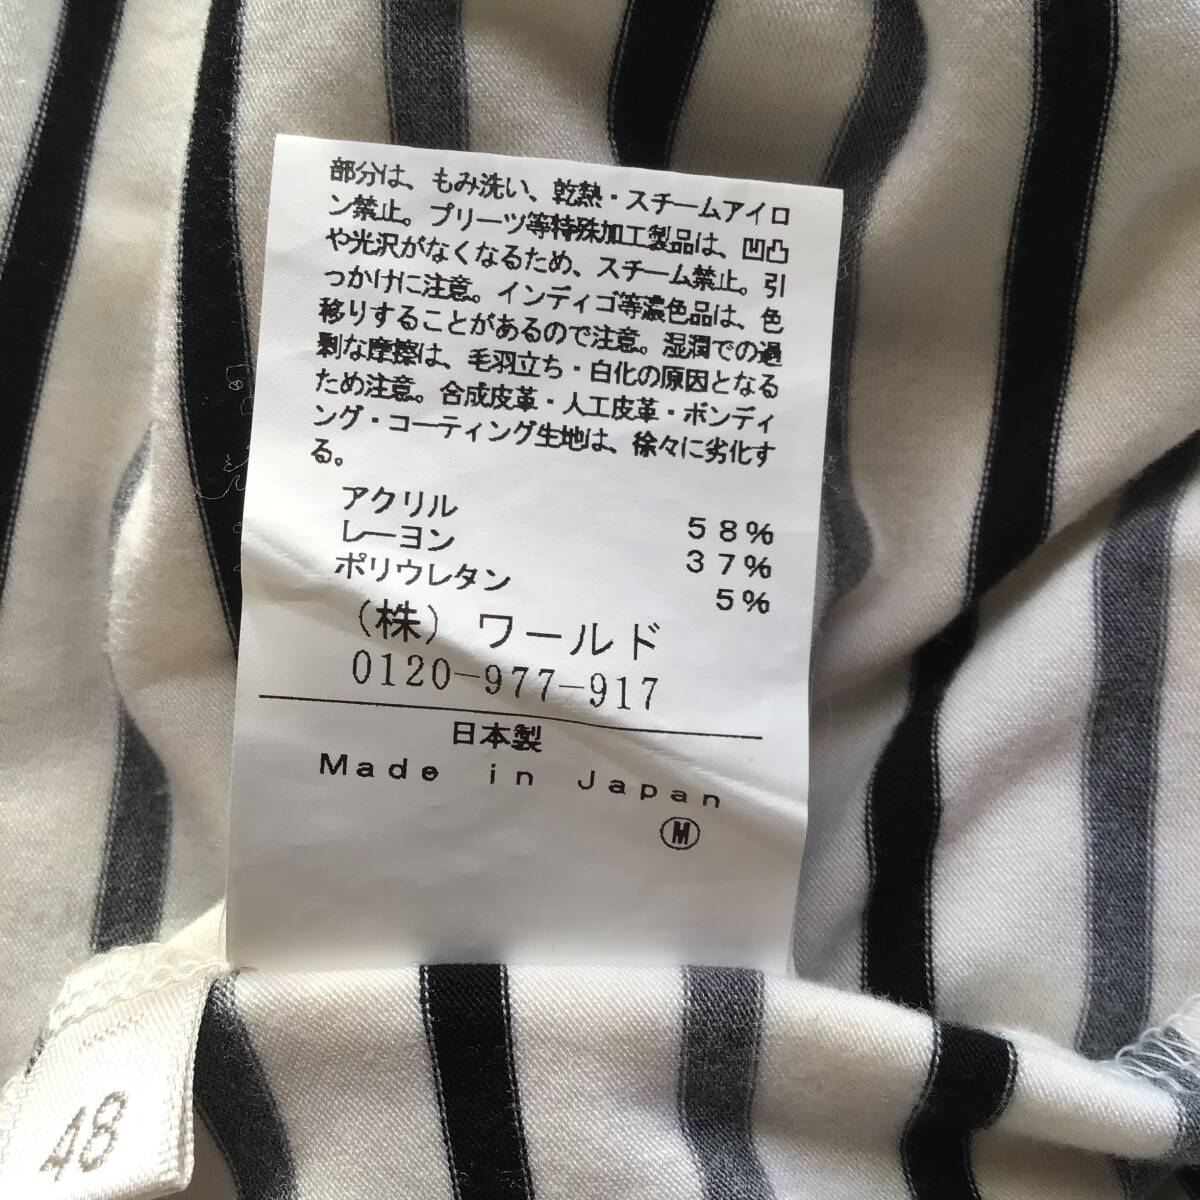 部分は、もみ洗い、乾熱・スチームアイロ
ン禁止。プリーツ等特殊加工製品は、凹凸
や光沢がなくなるため、スチーム禁止。引
っかけに注意。インディゴ等濃色品は、色
移りすることがあるので注意。湿潤での過
剰な摩擦は、毛羽立ち・白化の原因となる
ため注意。合成皮革・人工皮革・ボンディ
ング・コーティング生地は、徐々に劣化す
る。
アクリル 58%
レーヨン 37%
ポリウレタン 5%
(株) ワールド
0120-977-917
日本製
Made in Japan
Ⓜ
48